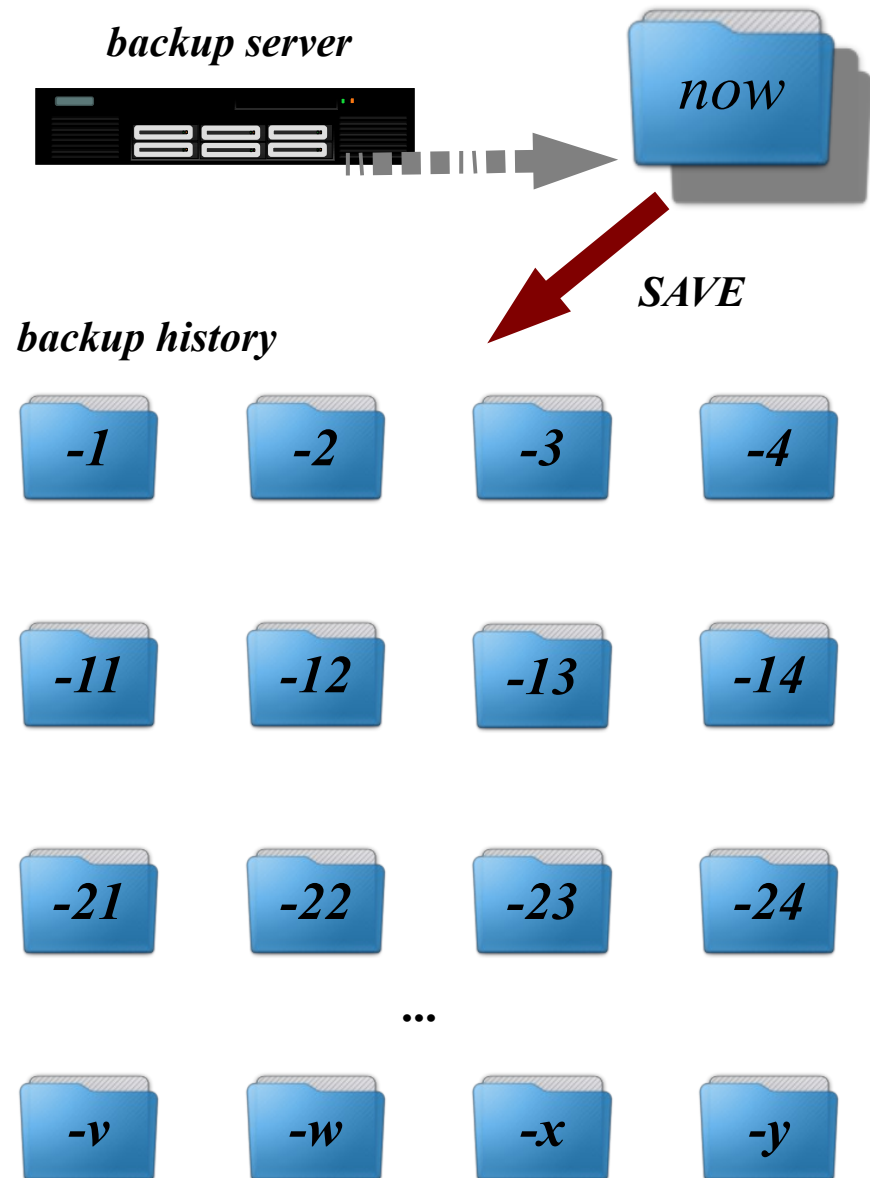 backup server
now
SAVE
backup history
-1 -2 -3 -4
-11 -12 -13 -14
-21 -22 -23 -24
...
-v -w -x -y